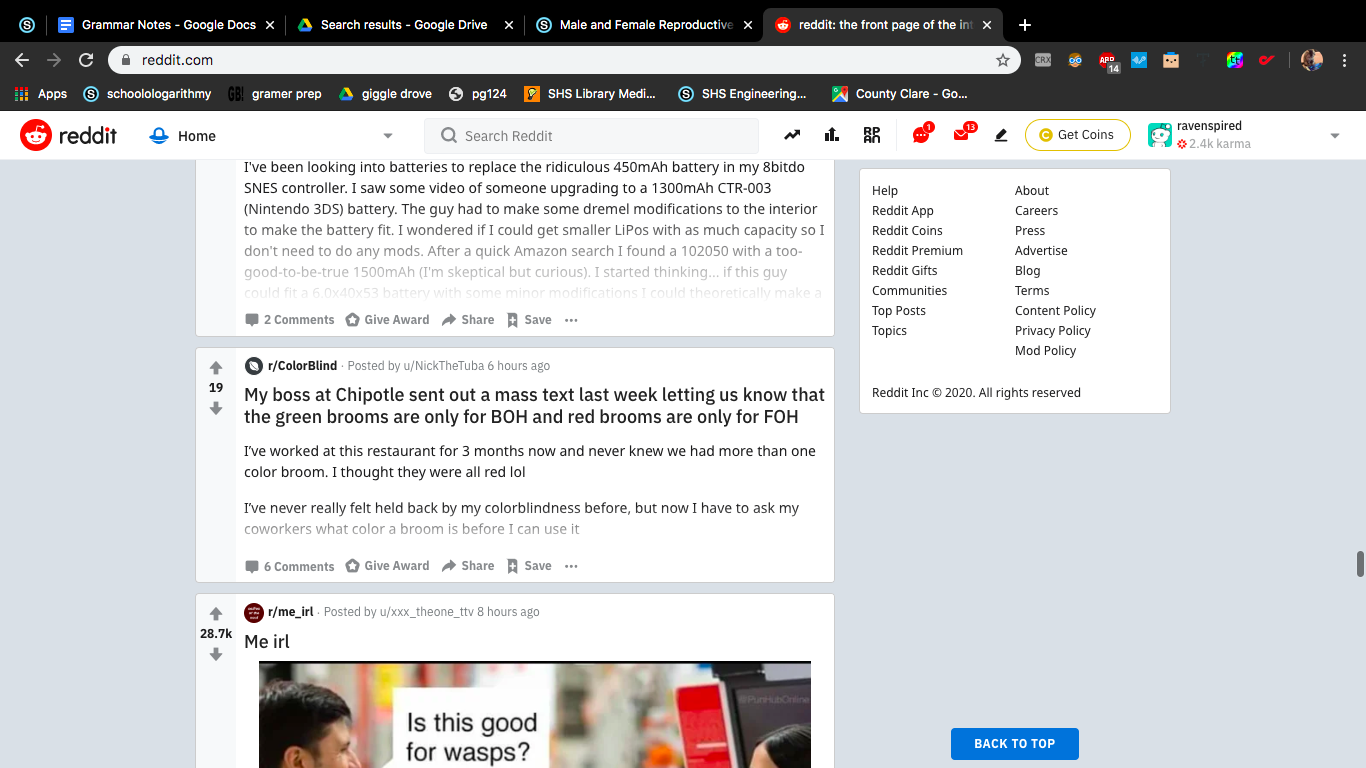 Grammar Notes - Google Docs
Search results - Google Drive
Male and Female Reproductive
reddit: the front page of the int
reddit.com
CRX
ABP
14
Apps
schoolologarithmy
GB!
gramer prep
giggle drove
pg124
SHS Library Medi...
SHS Engineering...
County Clare - Go...
reddit
Home
Search Reddit
RPAN
1
13
Get Coins
ravenspired
2.4k karma
I've been looking into batteries to replace the ridiculous 450mAh battery in my 8bitdo
SNES controller. I saw some video of someone upgrading to a 1300mAh CTR-003
(Nintendo 3DS) battery. The guy had to make some dremel modifications to the interior
to make the battery fit. I wondered if I could get smaller LiPos with as much capacity so I
don't need to do any mods. After a quick Amazon search I found a 102050 with a too-
good-to-be-true 1500mAh (I'm skeptical but curious). I started thinking... if this guy
could fit a 6.0x40x53 battery with some minor modifications I could theoretically make a
2 Comments
Give Award
Share
Save
19
r/ColorBlind · Posted by u/NickTheTuba 6 hours ago
My boss at Chipotle sent out a mass text last week letting us know that
the green brooms are only for BOH and red brooms are only for FOH
I've worked at this restaurant for 3 months now and never knew we had more than one
color broom. I thought they were all red lol
I've never really felt held back by my colorblindness before, but now I have to ask my
coworkers what color a broom is before I can use it
6 Comments
Give Award
Share
Save
28.7k
r/me_irl · Posted by u/xxx_theone_ttv 8 hours ago
Me irl
@PunHubOnline
Is this good
for wasps?
Help
About
Reddit App
Careers
Reddit Coins
Press
Reddit Premium
Advertise
Reddit Gifts
Blog
Communities
Terms
Top Posts
Content Policy
Topics
Privacy Policy
Mod Policy
Reddit Inc © 2020. All rights reserved
BACK TO TOP